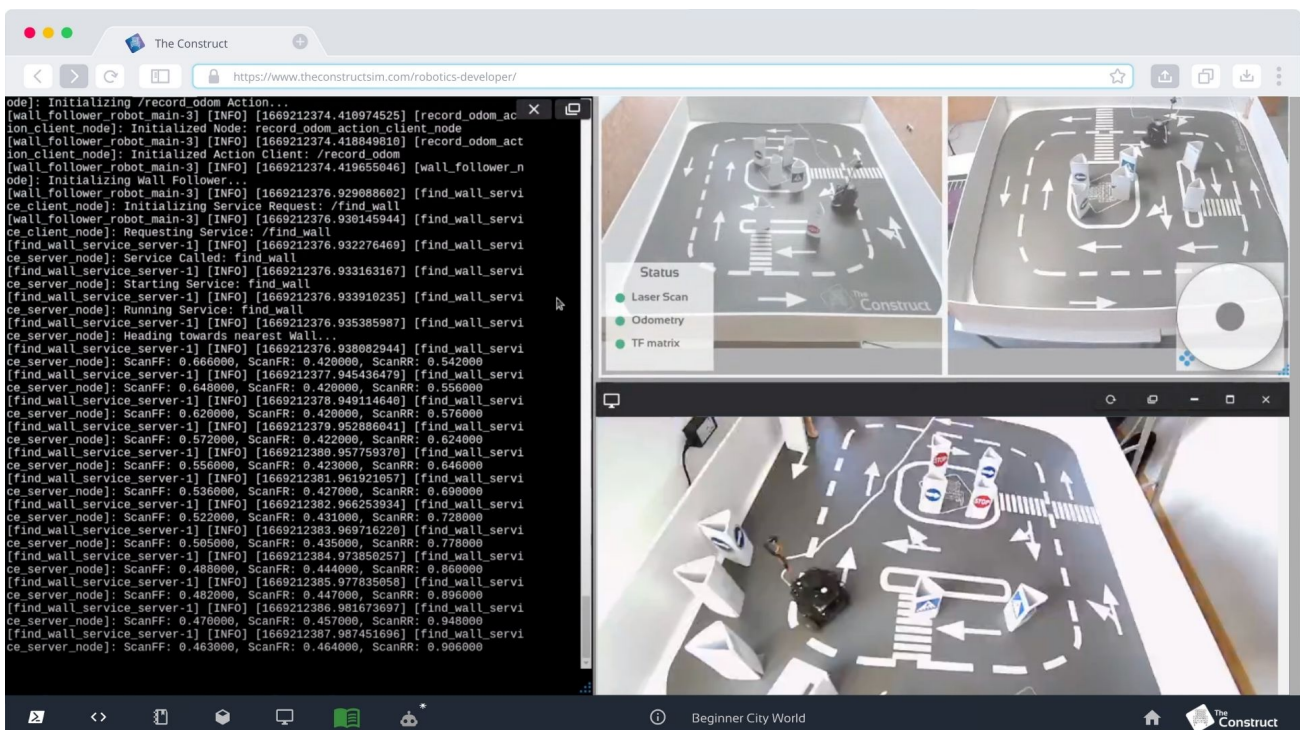 The Construct
https://www.theconstructsim.com/robotics-developer/
ode]: Initializing /record_odom Action...
[wall_follower_robot_main-3] [INFO] [1669212374.410974525] [record_odom_ac
ion_client_node]: Initialized Node: record_odom_action_client_node
[wall_follower_robot_main-3] [INFO] [1669212374.418849810] [record_odom_act
ion_client_node]: Initialized Action Client: /record_odom
[wall_follower_robot_main-3] [INFO] [1669212374.419655046] [wall_follower_n
ode]: Initializing Wall Follower...
[wall_follower_robot_main-3] [INFO] [1669212376.929088602] [find_wall_servi
ce_client_node]: Initializing Service Request: /find_wall
[wall_follower_robot_main-3] [INFO] [1669212376.930145944] [find_wall_servi
ce_client_node]: Requesting Service: /find_wall
[find_wall_service_server-1] [INFO] [1669212376.932276469] [find_wall_servi
ce_server_node]: Service Called: find_wall
[find_wall_service_server-1] [INFO] [1669212376.933163167] [find_wall_servi
ce_server_node]: Starting Service: find_wall
[find_wall_service_server-1] [INFO] [1669212376.933910235] [find_wall_servi
ce_server_node]: Running Service: find_wall
[find_wall_service_server-1] [INFO] [1669212376.935385987] [find_wall_servi
ce_server_node]: Heading towards nearest Wall...
[find_wall_service_server-1] [INFO] [1669212376.938082944] [find_wall_servi
ce_server_node]: ScanFF: 0.666000, ScanFR: 0.420000, ScanRR: 0.542000
[find_wall_service_server-1] [INFO] [1669212377.945436479] [find_wall_servi
ce_server_node]: ScanFF: 0.648000, ScanFR: 0.420000, ScanRR: 0.556000
[find_wall_service_server-1] [INFO] [1669212378.949114640] [find_wall_servi
ce_server_node]: ScanFF: 0.620000, ScanFR: 0.420000, ScanRR: 0.576000
[find_wall_service_server-1] [INFO] [1669212379.952886041] [find_wall_servi
ce_server_node]: ScanFF: 0.572000, ScanFR: 0.422000, ScanRR: 0.624000
[find_wall_service_server-1] [INFO] [1669212380.957759370] [find_wall_servi
ce_server_node]: ScanFF: 0.556000, ScanFR: 0.423000, ScanRR: 0.646000
[find_wall_service_server-1] [INFO] [1669212381.961921057] [find_wall_servi
ce_server_node]: ScanFF: 0.536000, ScanFR: 0.427000, ScanRR: 0.690000
[find_wall_service_server-1] [INFO] [1669212382.966253934] [find_wall_servi
ce_server_node]: ScanFF: 0.522000, ScanFR: 0.431000, ScanRR: 0.728000
[find_wall_service_server-1] [INFO] [1669212383.969716220] [find_wall_servi
ce_server_node]: ScanFF: 0.505000, ScanFR: 0.435000, ScanRR: 0.778000
[find_wall_service_server-1] [INFO] [1669212384.973850257] [find_wall_servi
ce_server_node]: ScanFF: 0.488000, ScanFR: 0.444000, ScanRR: 0.860000
[find_wall_service_server-1] [INFO] [1669212385.977835058] [find_wall_servi
ce_server_node]: ScanFF: 0.482000, ScanFR: 0.447000, ScanRR: 0.896000
[find_wall_service_server-1] [INFO] [1669212386.981673697] [find_wall_servi
ce_server_node]: ScanFF: 0.470000, ScanFR: 0.457000, ScanRR: 0.948000
[find_wall_service_server-1] [INFO] [1669212387.987451696] [find_wall_servi
ce_server_node]: ScanFF: 0.463000, ScanFR: 0.464000, ScanRR: 0.906000
Status
Laser Scan
Odometry
TF matrix
The Construct
STOP
STOP
Beginner City World
The Construct